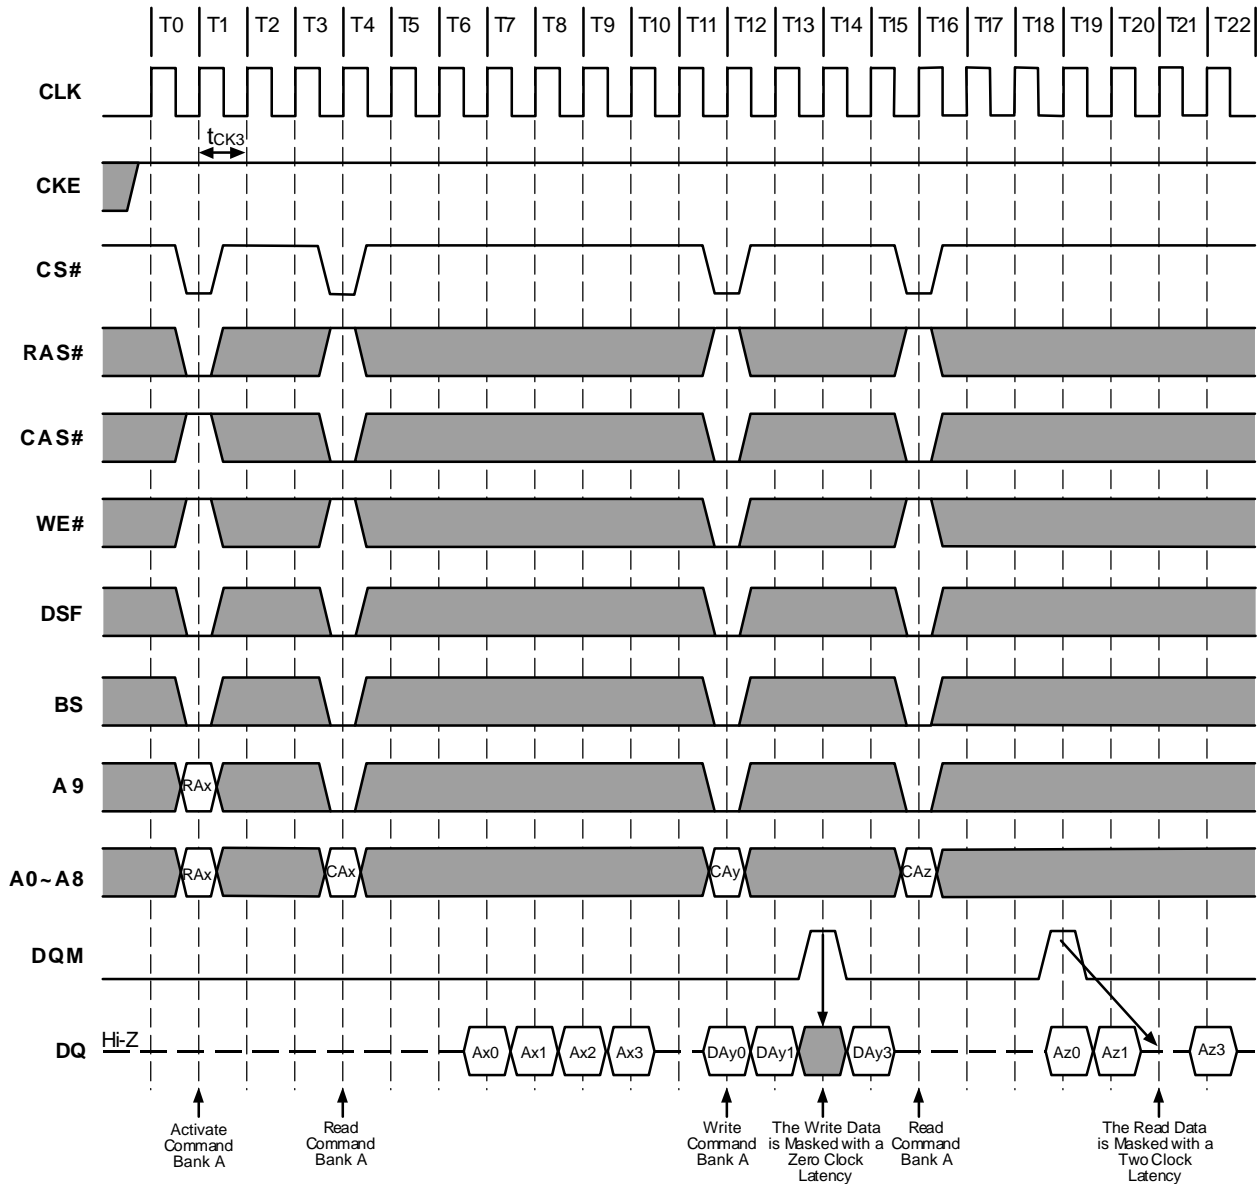 T0 T1 T2 T3 T4 T5 T6 T7 T8 T9 T10 T11 T12 T13 T14 T15 T16 T17 T18 T19 T20 T21 T22
CLK
tCK3
CKE
CS#
RAS#
CAS#
WE#
DSF
BS
A9 RAx
A0~A8 RAx CAx CAy CAz
DQM
DQ Hi-Z Ax0 Ax1 Ax2 Ax3 DAy0 DAy1 DAy3 Az0 Az1 Az3
Activate
Command
Bank A
Read
Command
Bank A
Write
Command
Bank A
The Write Data
is Masked with a
Zero Clock
Latency
Read
Command
Bank A
The Read Data
is Masked with a
Two Clock
Latency